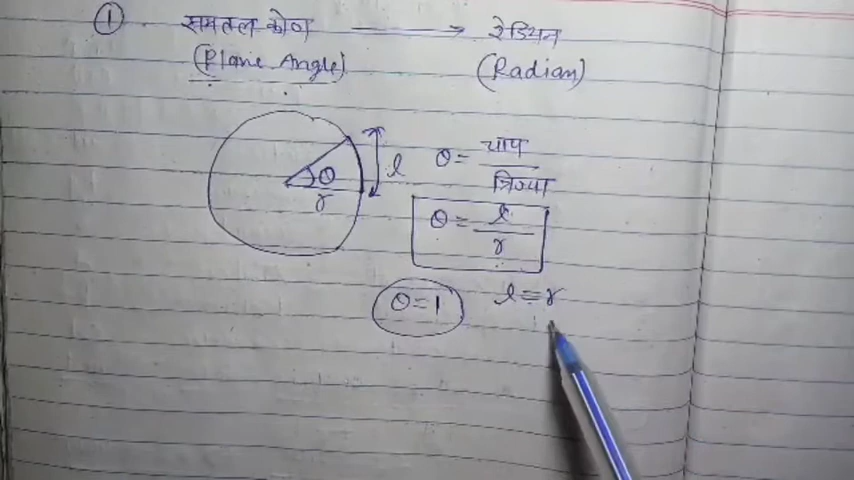 ① समतल कोण → रेडियन
(Plane Angle) (Radian)
θ = चाप / त्रिज्या
θ l
r
θ = l / r
θ = 1 l = r